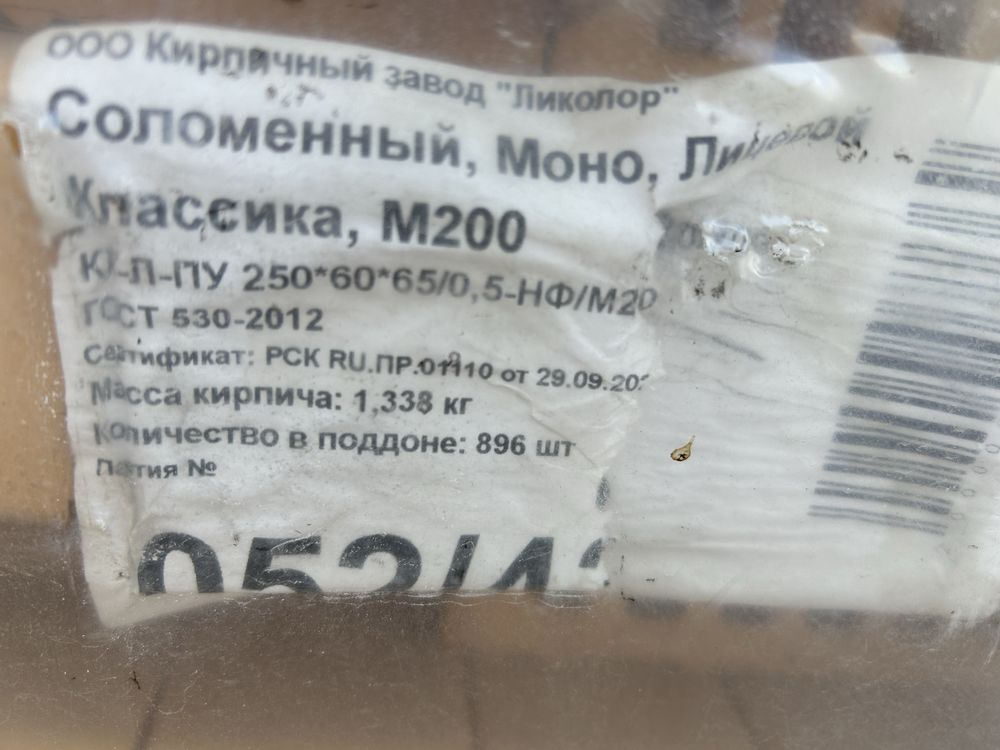 ООО Кирпичный завод "Ликолор"
Соломенный, Моно, Лицевой
Классика, М200
КР-Л-ПУ 250*60*65/0,5-НФ/М20
ГОСТ 530-2012
Сертификат: РСК RU.ПР.01110 от 29.09.20
Масса кирпича: 1,338 кг
Количество в поддоне: 896 шт
Партия №